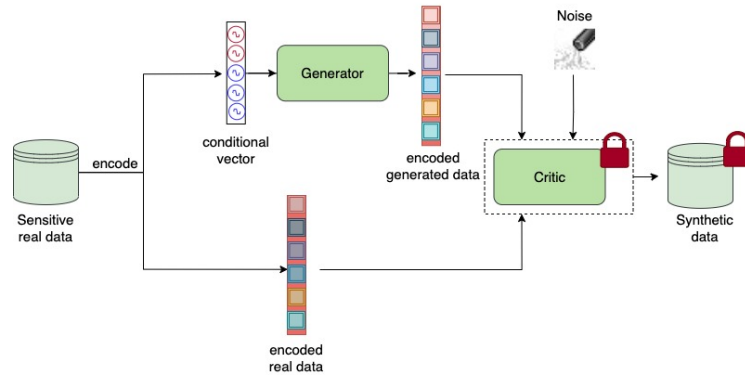 Noise
Generator
conditional
vector
encode
encoded
generated data
Critic
Sensitive
real data
Synthetic
data
encoded
real data